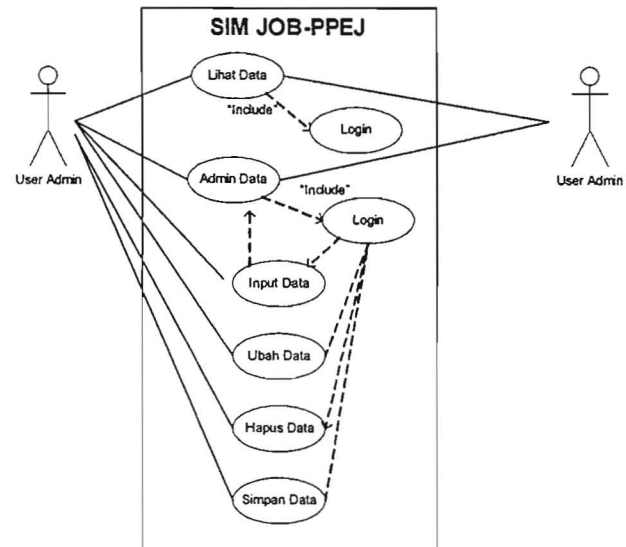 SIM JOB-PPEJ
Lihat Data
"Include"
Login
User Admin
User Admin
Admin Data
"Include"
Login
Input Data
Ubah Data
Hapus Data
Simpan Data